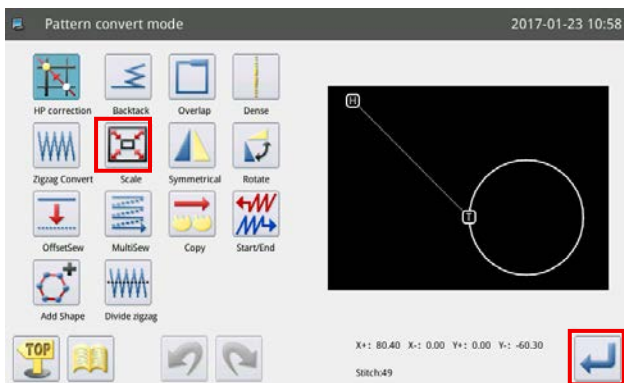 Pattern convert mode 2017-01-23 10:58
HP correction Backtack Overlap Dense
Zigzag Convert Scale Symmetrical Rotate
OffsetSew MultiSew Copy Start/End
Add Shape Divide zigzag
H
T
TOP
X+: 80.40 X-: 0.00 Y+: 0.00 Y-: -60.30
Stitch:49